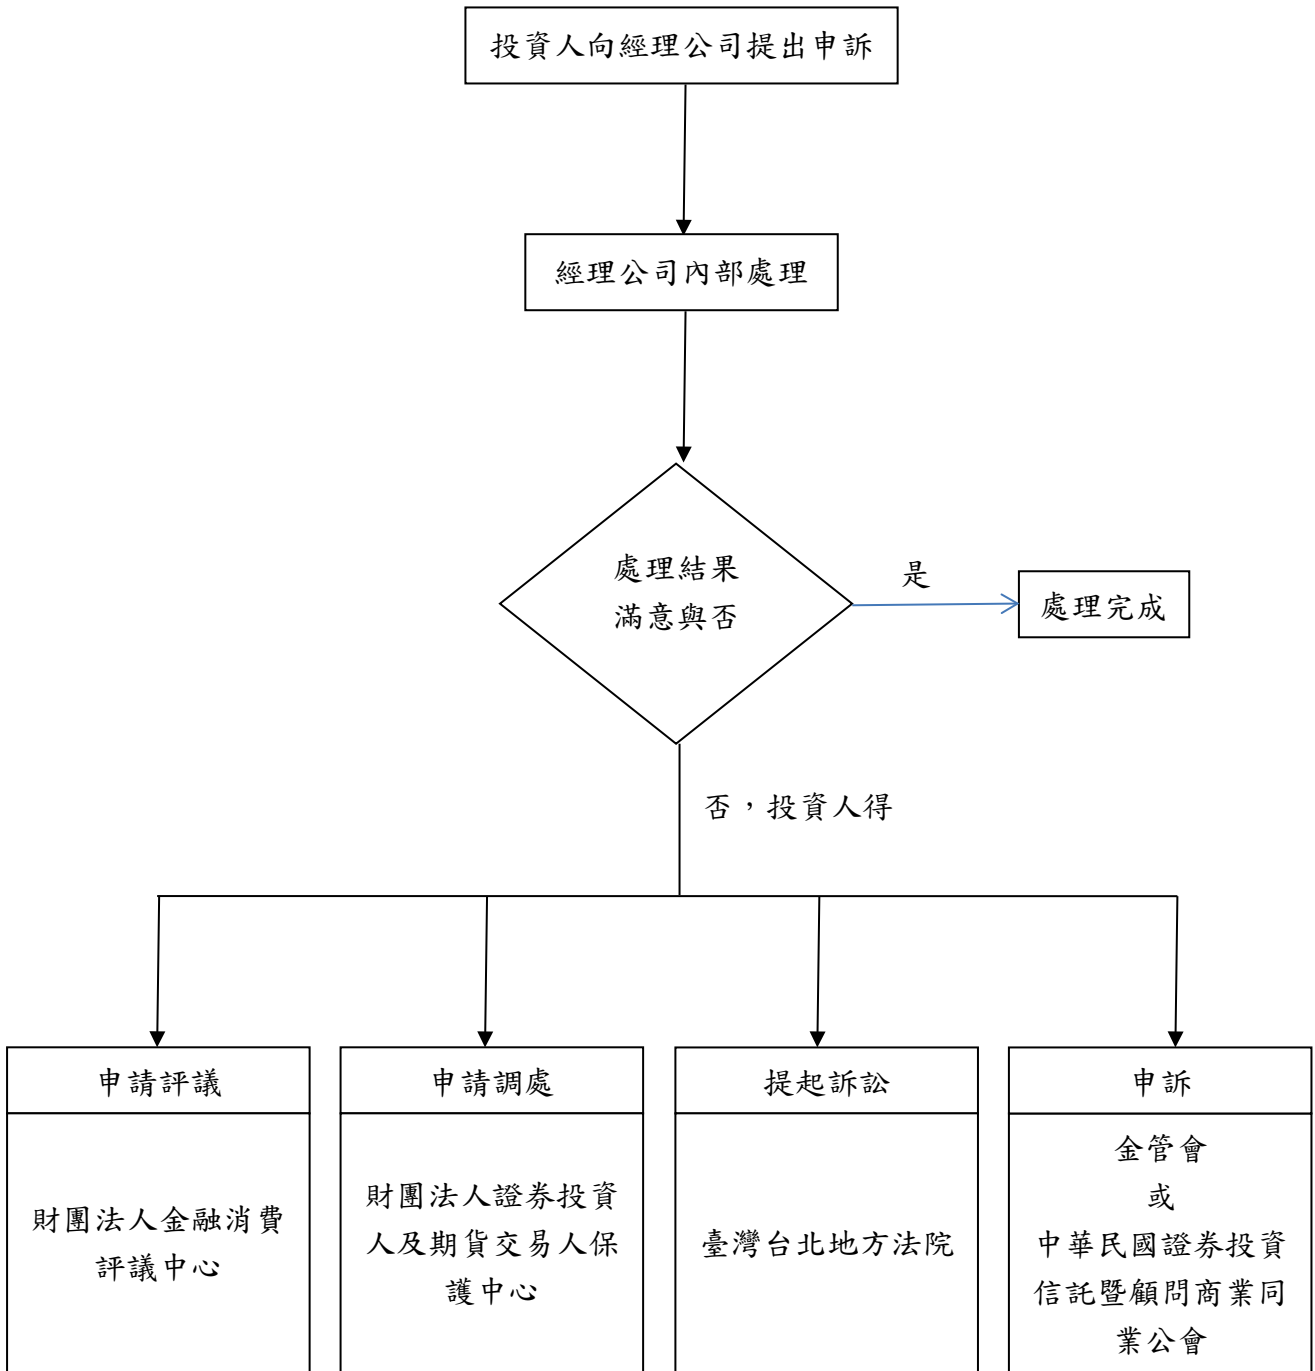 投資人向經理公司提出申訴
經理公司內部處理
處理結果
滿意與否
是
處理完成
否，投資人得
申請評議
財團法人金融消費
評議中心
申請調處
財團法人證券投資
人及期貨交易人保
護中心
提起訴訟
臺灣台北地方法院
申訴
金管會
或
中華民國證券投資
信託暨顧問商業同
業公會